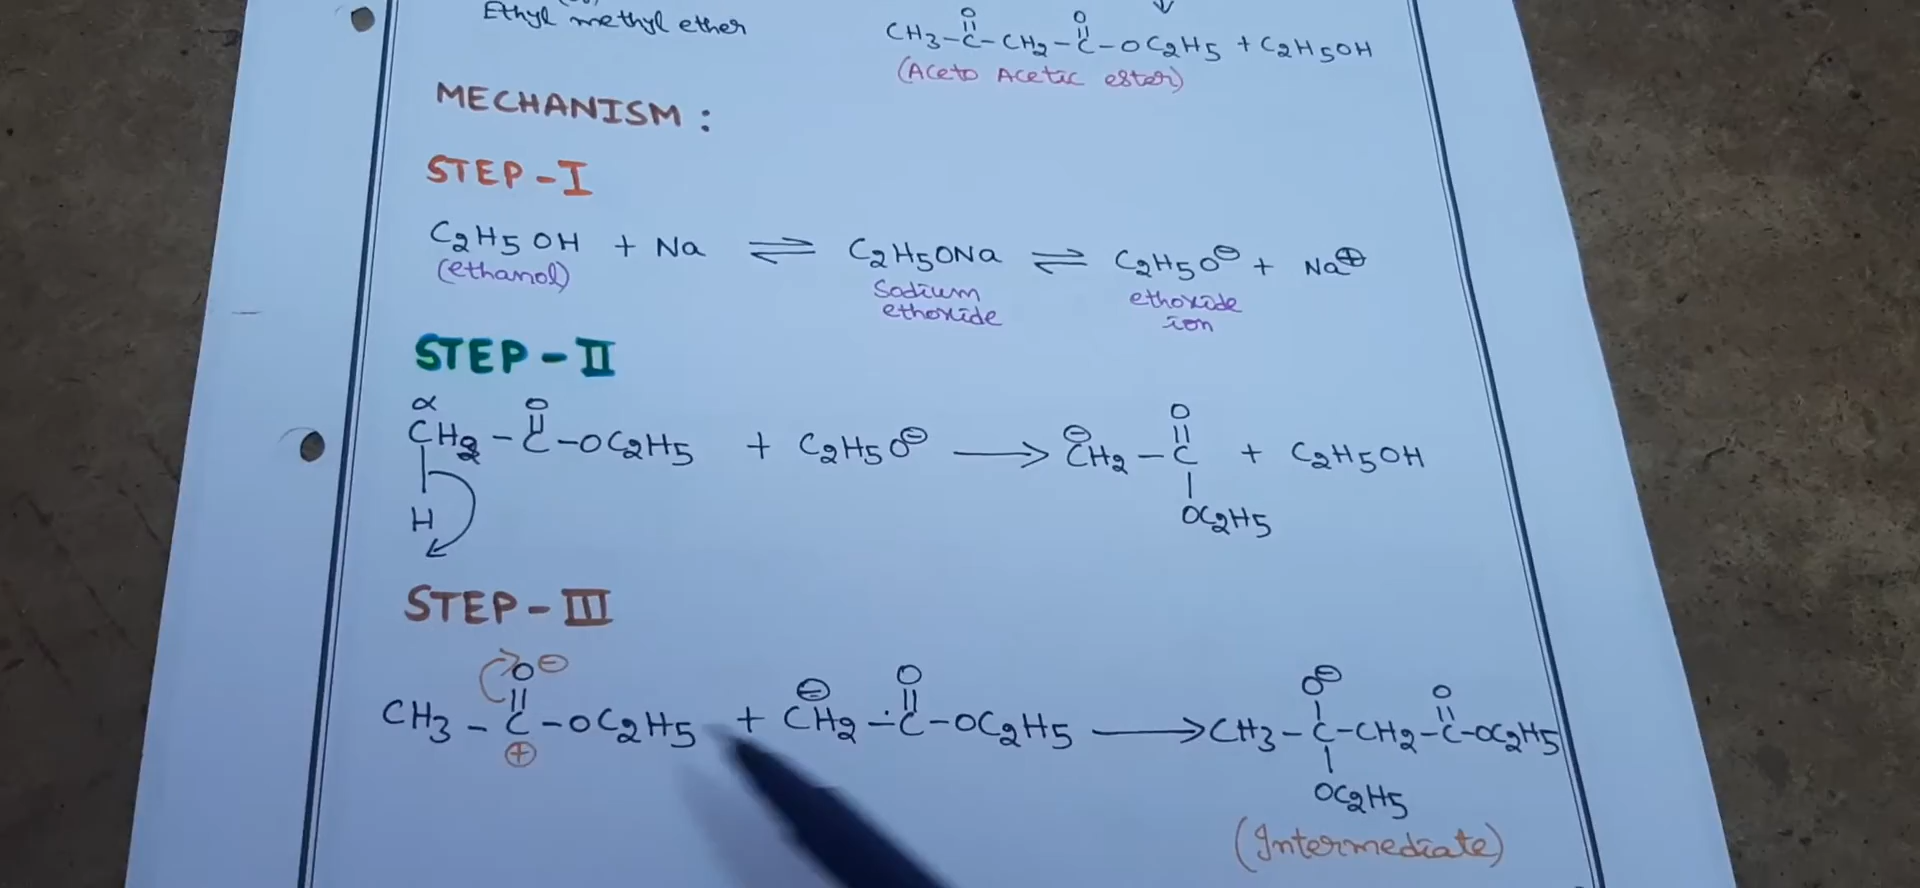 Ethyl methyl ether
O O
|| ||
CH3-C-CH2-C-OC2H5 + C2H5OH
(Aceto Acetic ester)
MECHANISM :
STEP-I
C2H5OH + Na ⇌ C2H5ONa ⇌ C2H5O⊖ + Na⊕
(ethanol) Sodium ethoxide ion
ethoxide
STEP-II
α O O
|| ⊖ ||
CH2-C-OC2H5 + C2H5O⊖ → CH2-C + C2H5OH
| |
H OC2H5
STEP-III
O⊖ O O⊖ O
|| ⊖ || | ||
CH3-C-OC2H5 + CH2-C-OC2H5 → CH3-C-CH2-C-OC2H5
⊕ |
OC2H5
(Intermediate)